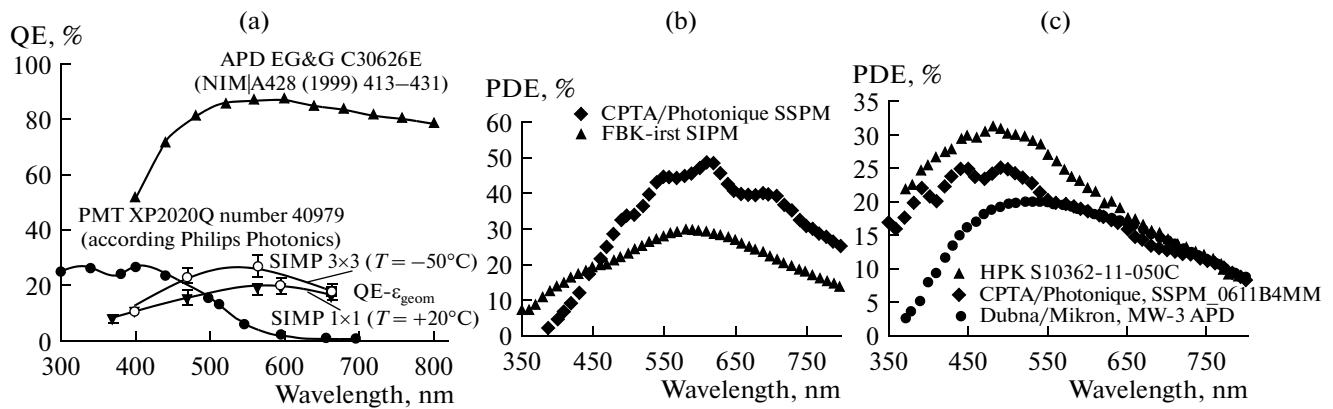 (a)
QE, %
APD EG&G C30626E
(NIM|A428 (1999) 413–431)
100
80
60
40
20
0
PMT XP2020Q number 40979
(according Philips Photonics)
SIMP 3×3 (T = −50°C)
QE-εgeom
SIMP 1×1 (T = +20°C)
300 400 500 600 700 800
Wavelength, nm
(b)
PDE, %
CPTA/Photonique SSPM
FBK-irst SIPM
60
50
40
30
20
10
0
350 450 550 650 750
Wavelength, nm
(c)
PDE, %
35
30
25
20
15
10
5
0
HPK S10362-11-050C
CPTA/Photonique, SSPM_0611B4MM
Dubna/Mikron, MW-3 APD
350 450 550 650 750
Wavelength, nm